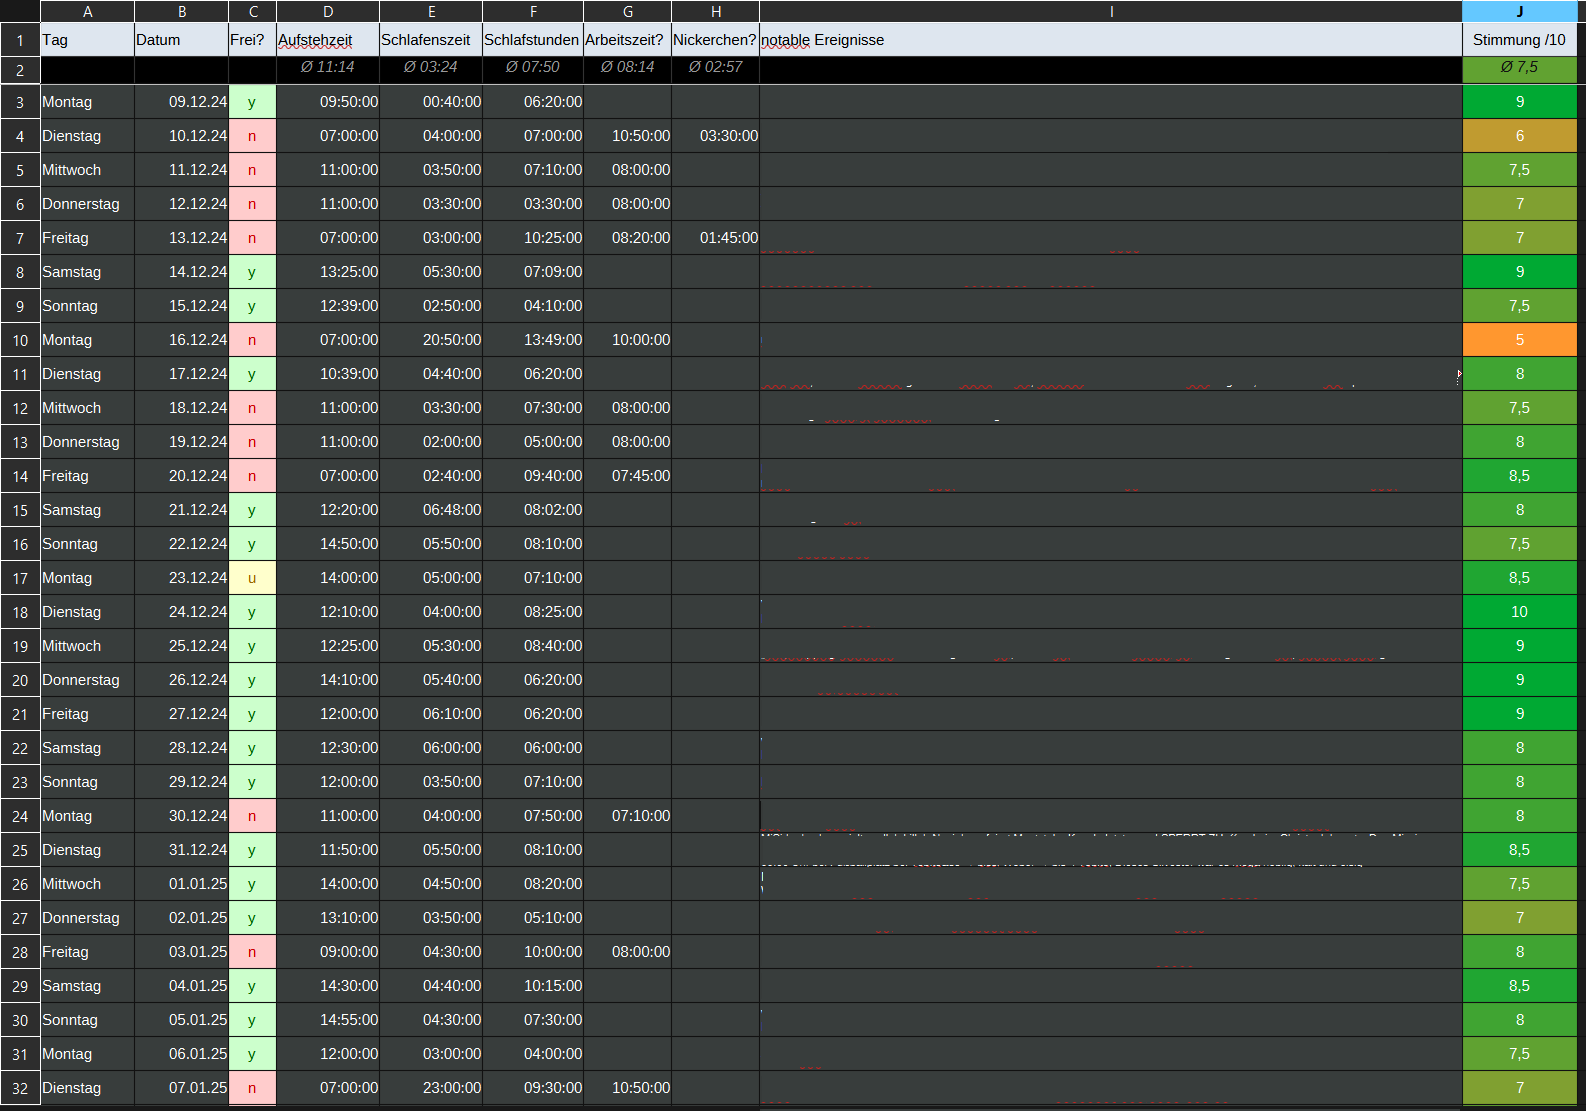 A B C D E F G H I J
1 Tag Datum Frei? Aufstehzeit Schlafenszeit Schlafstunden Arbeitszeit? Nickerchen? notable Ereignisse Stimmung /10
2 Ø 11:14 Ø 03:24 Ø 07:50 Ø 08:14 Ø 02:57 Ø 7,5
3 Montag 09.12.24 y 09:50:00 00:40:00 06:20:00 9
4 Dienstag 10.12.24 n 07:00:00 04:00:00 07:00:00 10:50:00 03:30:00 6
5 Mittwoch 11.12.24 n 11:00:00 03:50:00 07:10:00 08:00:00 7,5
6 Donnerstag 12.12.24 n 11:00:00 03:30:00 03:30:00 08:00:00 7
7 Freitag 13.12.24 n 07:00:00 03:00:00 10:25:00 08:20:00 01:45:00 7
8 Samstag 14.12.24 y 13:25:00 05:30:00 07:09:00 9
9 Sonntag 15.12.24 y 12:39:00 02:50:00 04:10:00 7,5
10 Montag 16.12.24 n 07:00:00 20:50:00 13:49:00 10:00:00 5
11 Dienstag 17.12.24 y 10:39:00 04:40:00 06:20:00 8
12 Mittwoch 18.12.24 n 11:00:00 03:30:00 07:30:00 08:00:00 7,5
13 Donnerstag 19.12.24 n 11:00:00 02:00:00 05:00:00 08:00:00 8
14 Freitag 20.12.24 n 07:00:00 02:40:00 09:40:00 07:45:00 8,5
15 Samstag 21.12.24 y 12:20:00 06:48:00 08:02:00 8
16 Sonntag 22.12.24 y 14:50:00 05:50:00 08:10:00 7,5
17 Montag 23.12.24 u 14:00:00 05:00:00 07:10:00 8,5
18 Dienstag 24.12.24 y 12:10:00 04:00:00 08:25:00 10
19 Mittwoch 25.12.24 y 12:25:00 05:30:00 08:40:00 9
20 Donnerstag 26.12.24 y 14:10:00 05:40:00 06:20:00 9
21 Freitag 27.12.24 y 12:00:00 06:10:00 06:20:00 9
22 Samstag 28.12.24 y 12:30:00 06:00:00 06:00:00 8
23 Sonntag 29.12.24 y 12:00:00 03:50:00 07:10:00 8
24 Montag 30.12.24 n 11:00:00 04:00:00 07:50:00 07:10:00 8
25 Dienstag 31.12.24 y 11:50:00 05:50:00 08:10:00 8,5
26 Mittwoch 01.01.25 y 14:00:00 04:50:00 08:20:00 7,5
27 Donnerstag 02.01.25 y 13:10:00 03:50:00 05:10:00 7
28 Freitag 03.01.25 n 09:00:00 04:30:00 10:00:00 08:00:00 8
29 Samstag 04.01.25 y 14:30:00 04:40:00 10:15:00 8,5
30 Sonntag 05.01.25 y 14:55:00 04:30:00 07:30:00 8
31 Montag 06.01.25 y 12:00:00 03:00:00 04:00:00 7,5
32 Dienstag 07.01.25 n 07:00:00 23:00:00 09:30:00 10:50:00 7